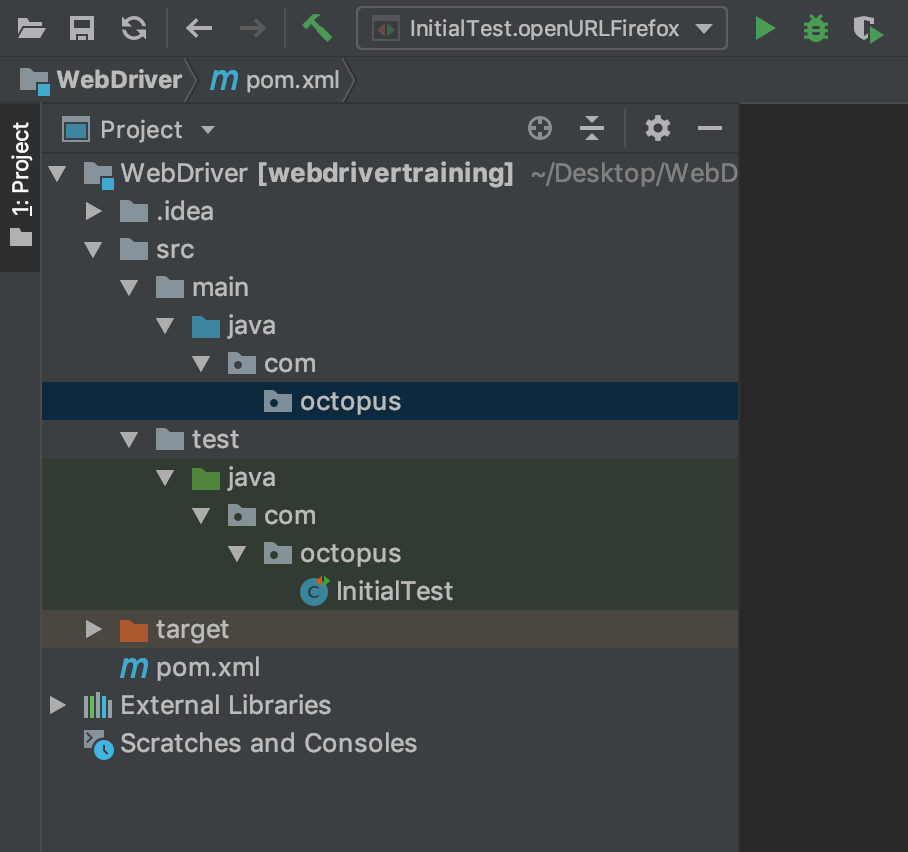 InitialTest.openURLFirefox
WebDriver pom.xml
1: Project
Project
WebDriver [webdrivertraining] ~/Desktop/WebD
.idea
src
main
java
com
octopus
test
java
com
octopus
C InitialTest
target
m pom.xml
External Libraries
Scratches and Consoles